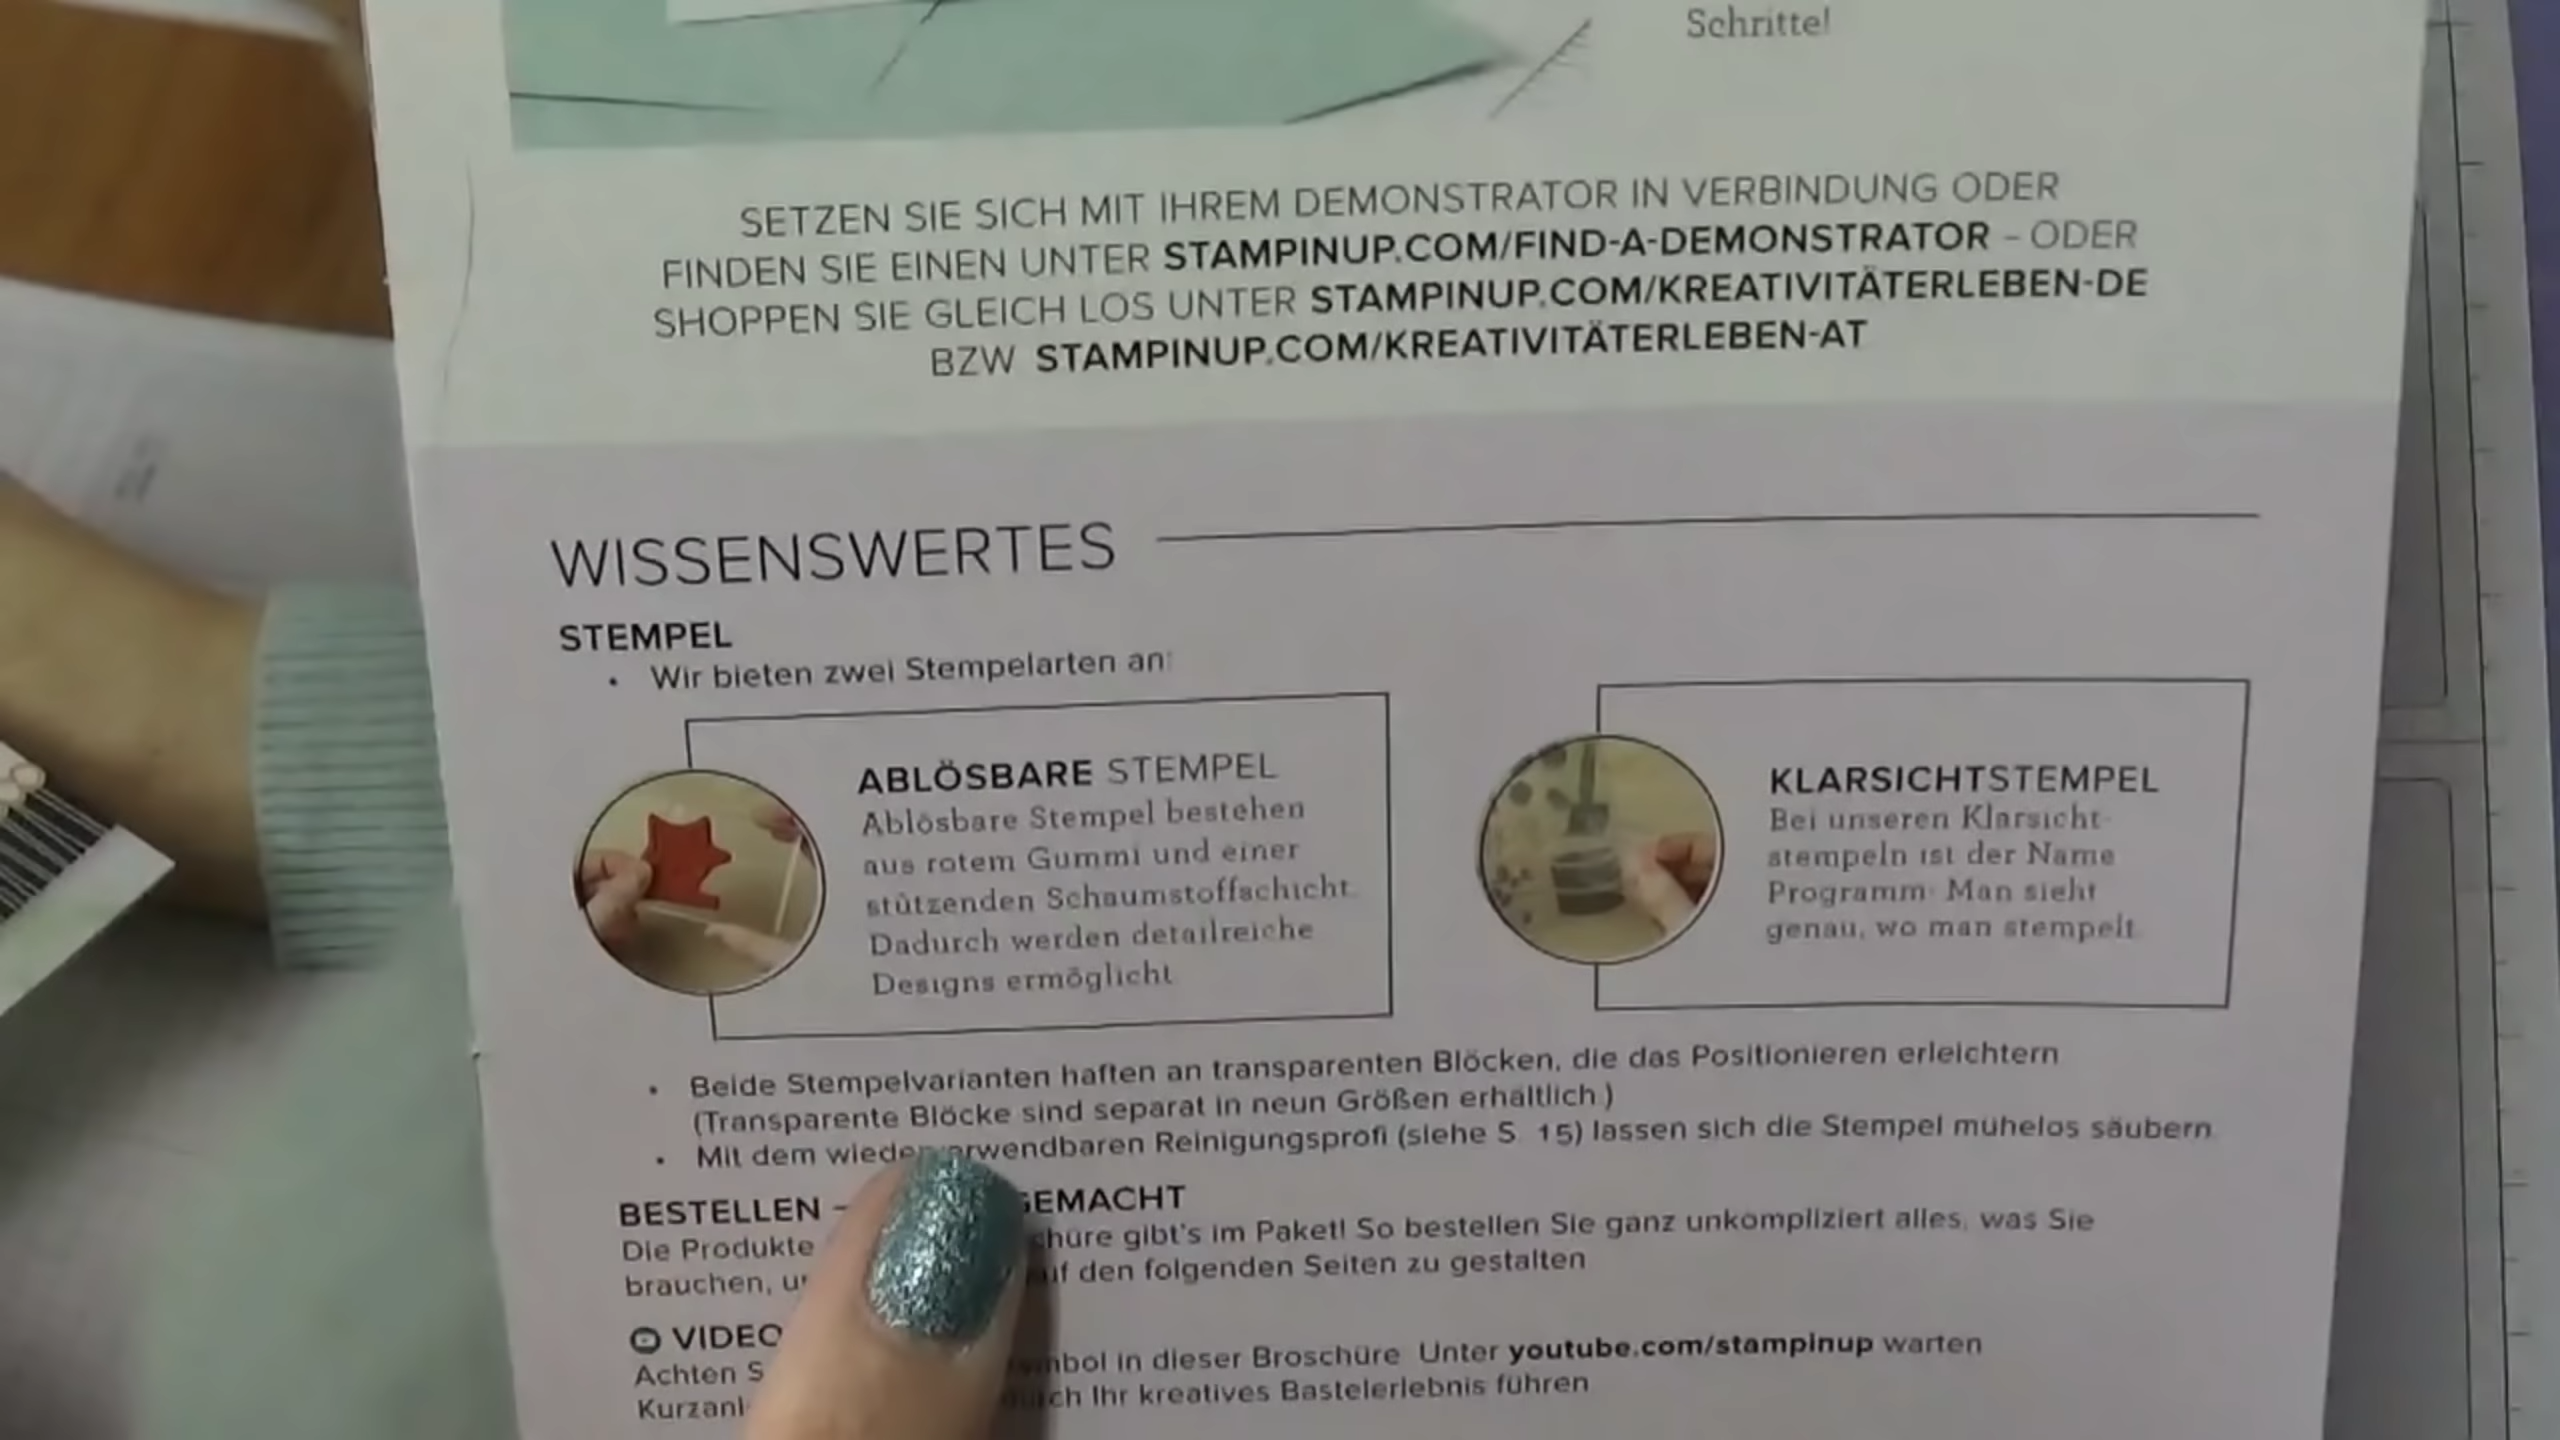 Schritte!
SETZEN SIE SICH MIT IHREM DEMONSTRATOR IN VERBINDUNG ODER
FINDEN SIE EINEN UNTER STAMPINUP.COM/FIND-A-DEMONSTRATOR – ODER
SHOPPEN SIE GLEICH LOS UNTER STAMPINUP.COM/KREATIVITÄTERLEBEN-DE
BZW STAMPINUP.COM/KREATIVITÄTERLEBEN-AT
WISSENSWERTES
STEMPEL
• Wir bieten zwei Stempelarten an:
ABLÖSBARE STEMPEL
Ablösbare Stempel bestehen
aus rotem Gummi und einer
stützenden Schaumstoffschicht.
Dadurch werden detailreiche
Designs ermöglicht
KLARSICHTSTEMPEL
Bei unseren Klarsicht-
stempeln ist der Name
Programm: Man sieht
genau, wo man stempelt.
• Beide Stempelvarianten haften an transparenten Blöcken, die das Positionieren erleichtern
(Transparente Blöcke sind separat in neun Größen erhältlich.)
• Mit dem wiederverwendbaren Reinigungsprofi (siehe S. 15) lassen sich die Stempel mühelos säubern.
BESTELLEN – GEMACHT
Die Produkte gibt's im Paket! So bestellen Sie ganz unkompliziert alles, was Sie
brauchen, den folgenden Seiten zu gestalten
VIDEO
Achten in dieser Broschüre Unter youtube.com/stampinup warten
Ihr kreatives Bastelerlebnis führen